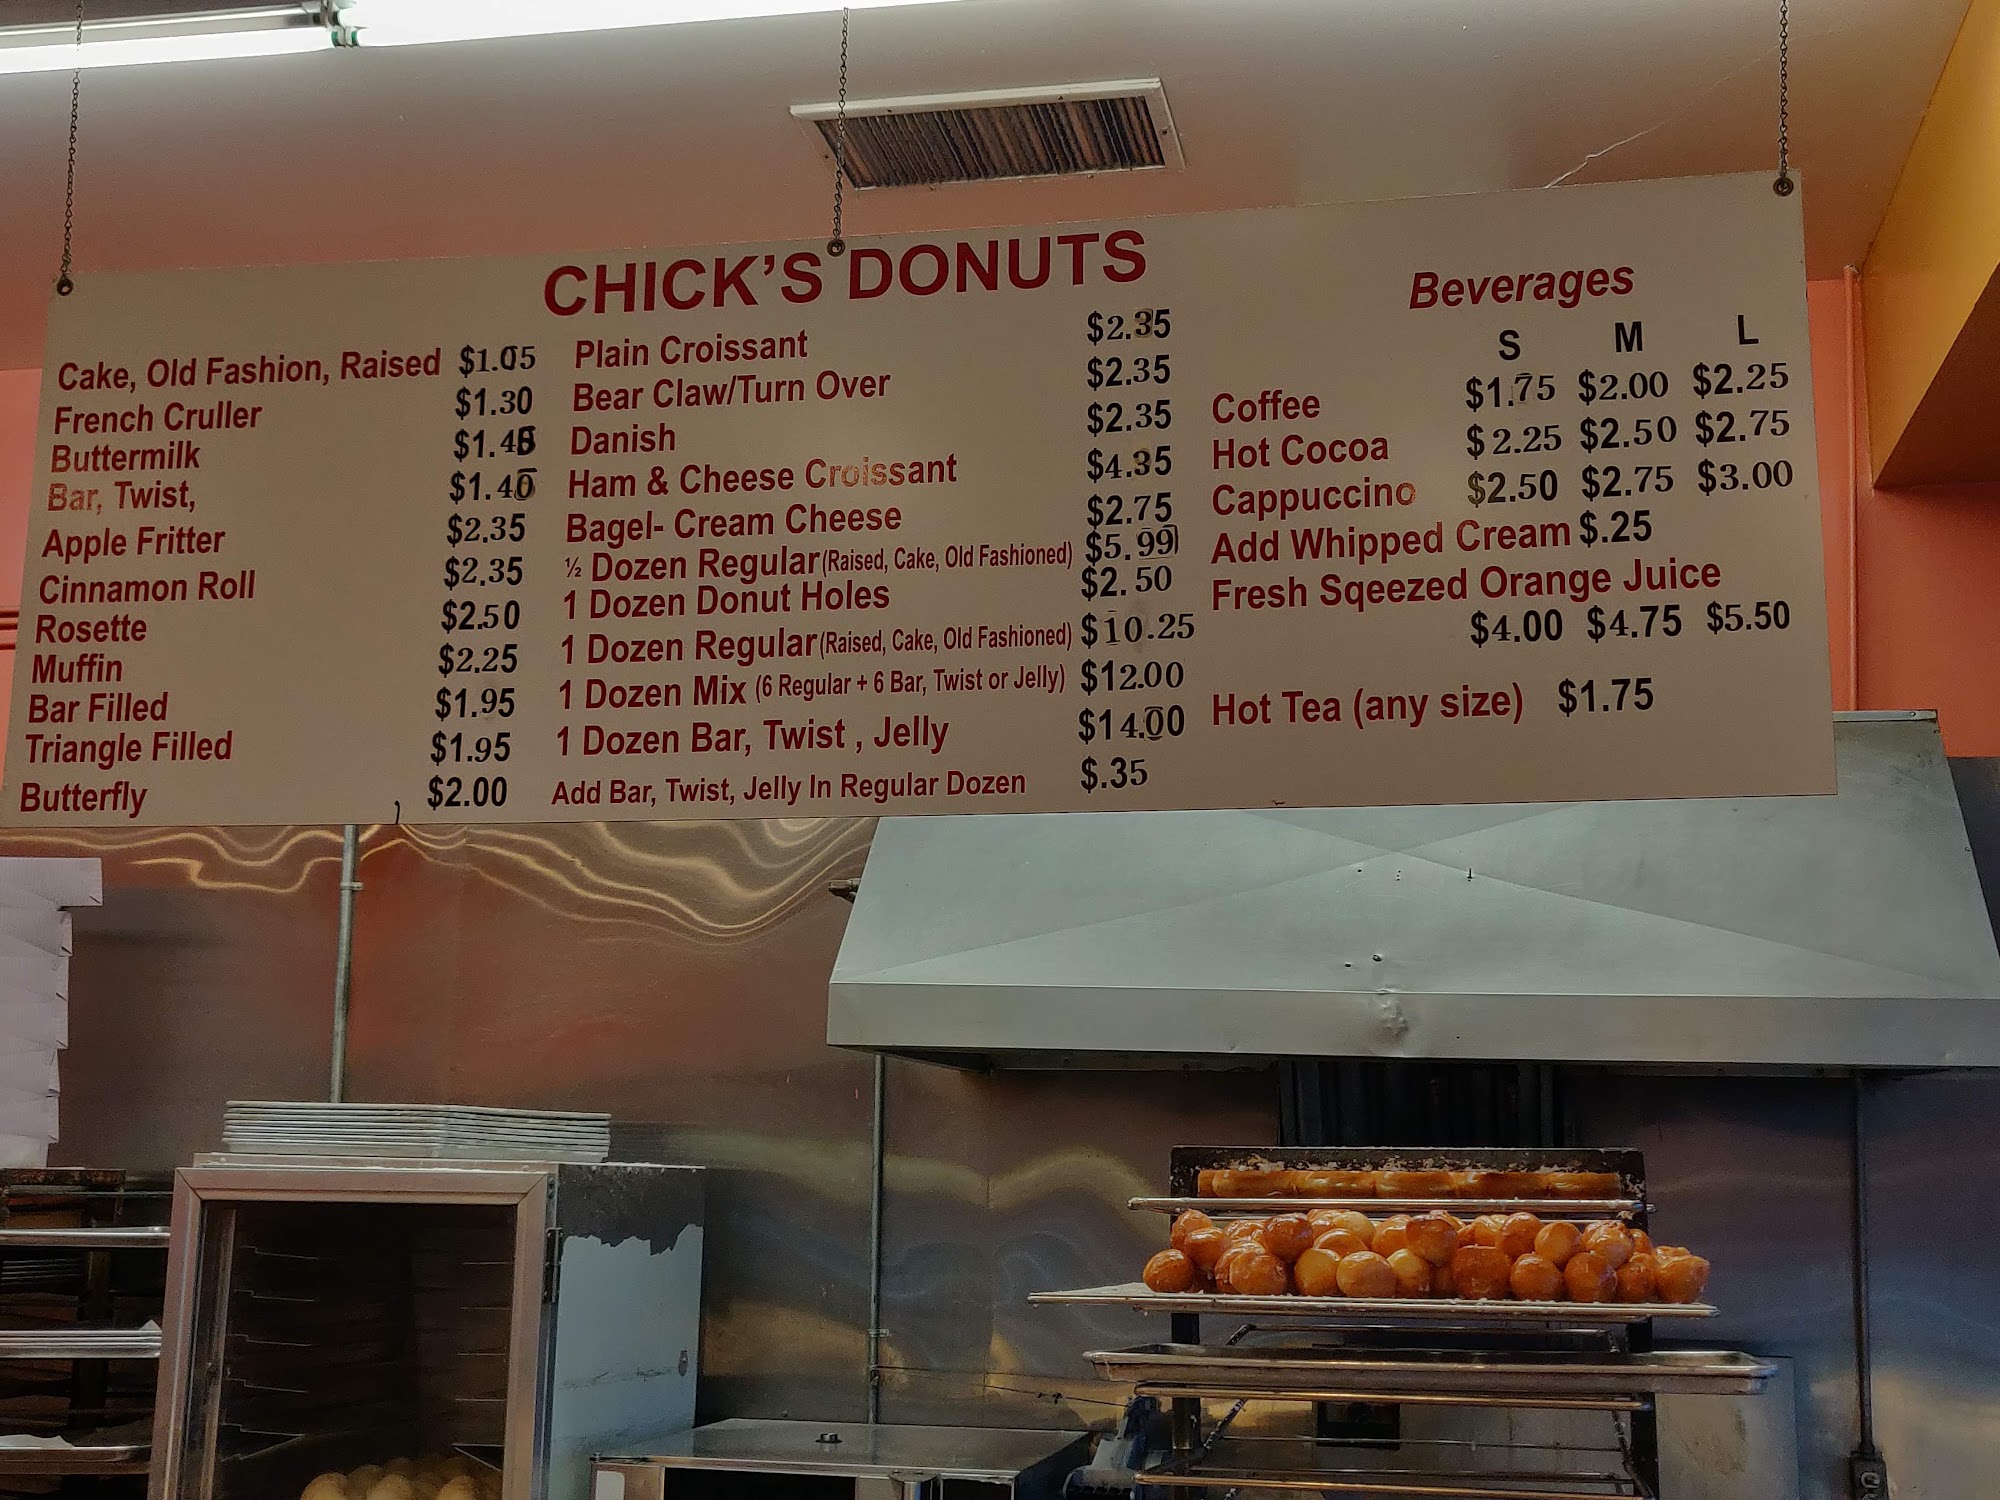 CHICK'S DONUTS
Cake, Old Fashion, Raised $1.05
French Cruller $1.30
Buttermilk
Bar, Twist, $1.40
Apple Fritter $2.35
Cinnamon Roll $2.35
Rosette $2.50
Muffin $2.25
Bar Filled $1.95
Triangle Filled $1.95
Butterfly $2.00
Plain Croissant $2.35
Bear Claw/Turn Over $2.35
Danish $2.35
Ham & Cheese Croissant $4.35
Bagel- Cream Cheese $2.75
½ Dozen Regular (Raised, Cake, Old Fashioned) $5.99
1 Dozen Donut Holes $2.50
1 Dozen Regular (Raised, Cake, Old Fashioned) $10.25
1 Dozen Mix (6 Regular + 6 Bar, Twist or Jelly) $12.00
1 Dozen Bar, Twist , Jelly $14.00
Add Bar, Twist, Jelly In Regular Dozen $.35
Beverages
S M L
Coffee $1.75 $2.00 $2.25
Hot Cocoa $2.25 $2.50 $2.75
Cappuccino $2.50 $2.75 $3.00
Add Whipped Cream $.25
Fresh Sqeezed Orange Juice
$4.00 $4.75 $5.50
Hot Tea (any size) $1.75